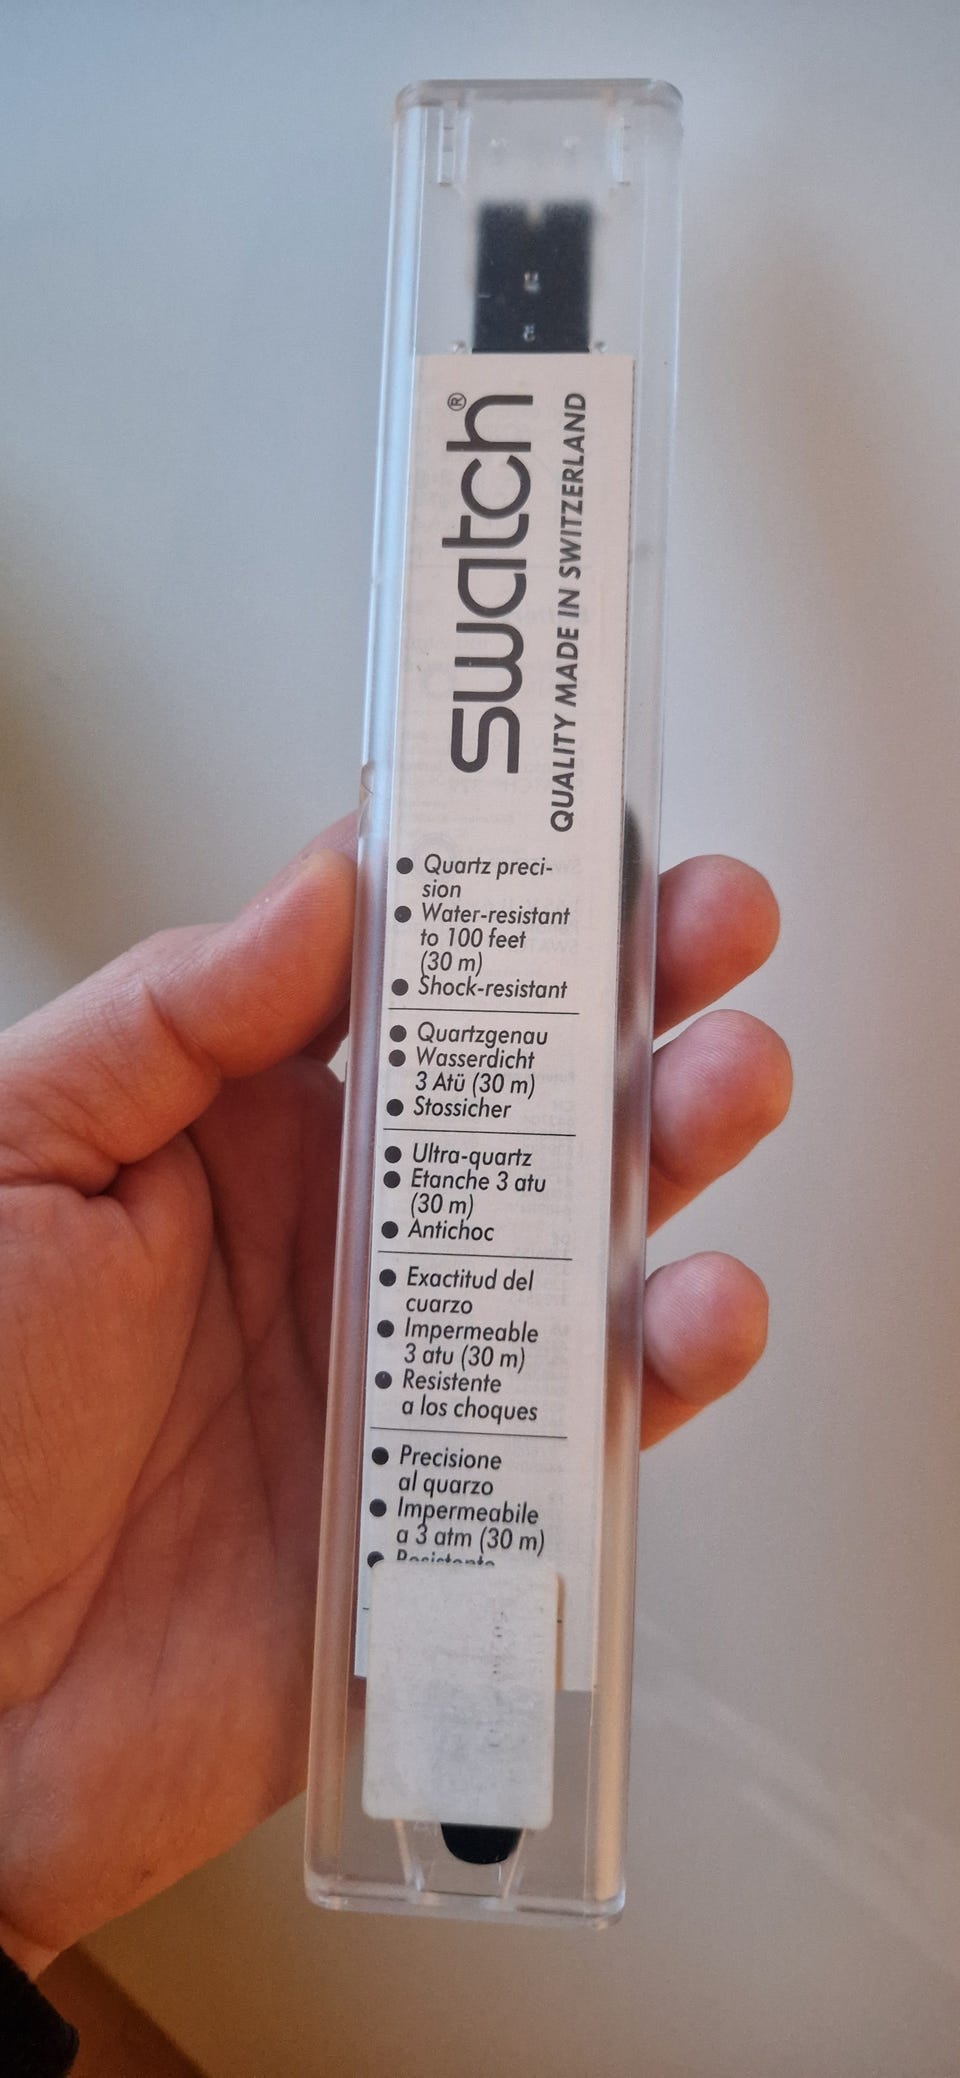 swatch®
QUALITY MADE IN SWITZERLAND
● Quartz preci-
sion
● Water-resistant
to 100 feet
(30 m)
● Shock-resistant
● Quartzgenau
● Wasserdicht
3 Atü (30 m)
● Stossicher
● Ultra-quartz
● Etanche 3 atu
(30 m)
● Antichoc
● Exactitud del
cuarzo
● Impermeable
3 atu (30 m)
● Resistente
a los choques
● Precisione
al quarzo
● Impermeabile
a 3 atm (30 m)
● Resistente